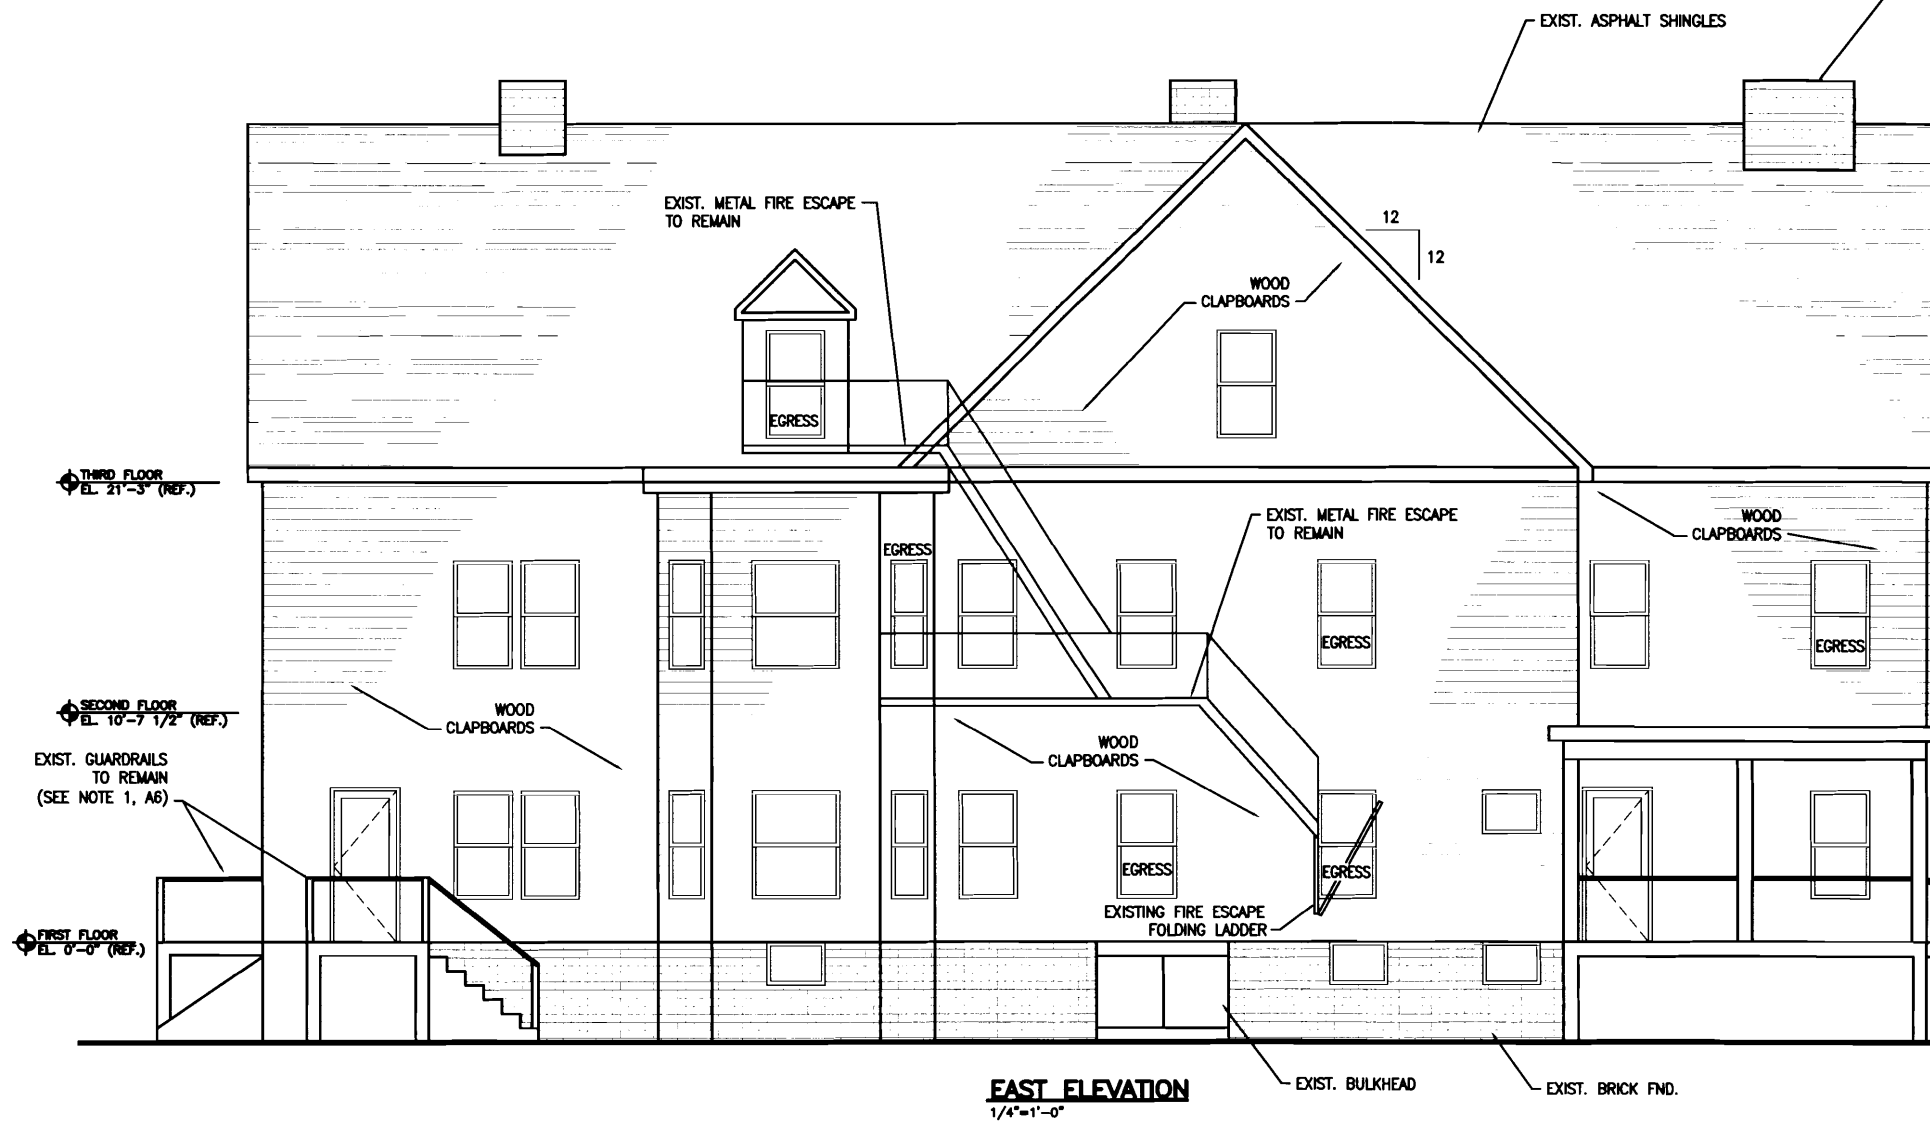 EXIST. ASPHALT SHINGLES
EXIST. METAL FIRE ESCAPE
TO REMAIN
12
12
WOOD
CLAPBOARDS
EGRESS
THIRD FLOOR
EL. 21'-3" (REF.)
EXIST. METAL FIRE ESCAPE
TO REMAIN
WOOD
CLAPBOARDS
EGRESS
EGRESS
EGRESS
SECOND FLOOR
EL. 10'-7 1/2" (REF.)
WOOD
CLAPBOARDS
WOOD
CLAPBOARDS
EXIST. GUARDRAILS
TO REMAIN
(SEE NOTE 1, A6)
EGRESS
EGRESS
EXISTING FIRE ESCAPE
FOLDING LADDER
FIRST FLOOR
EL. 0'-0" (REF.)
EXIST. BULKHEAD
EXIST. BRICK FND.
EAST ELEVATION
1/4"=1'-0"